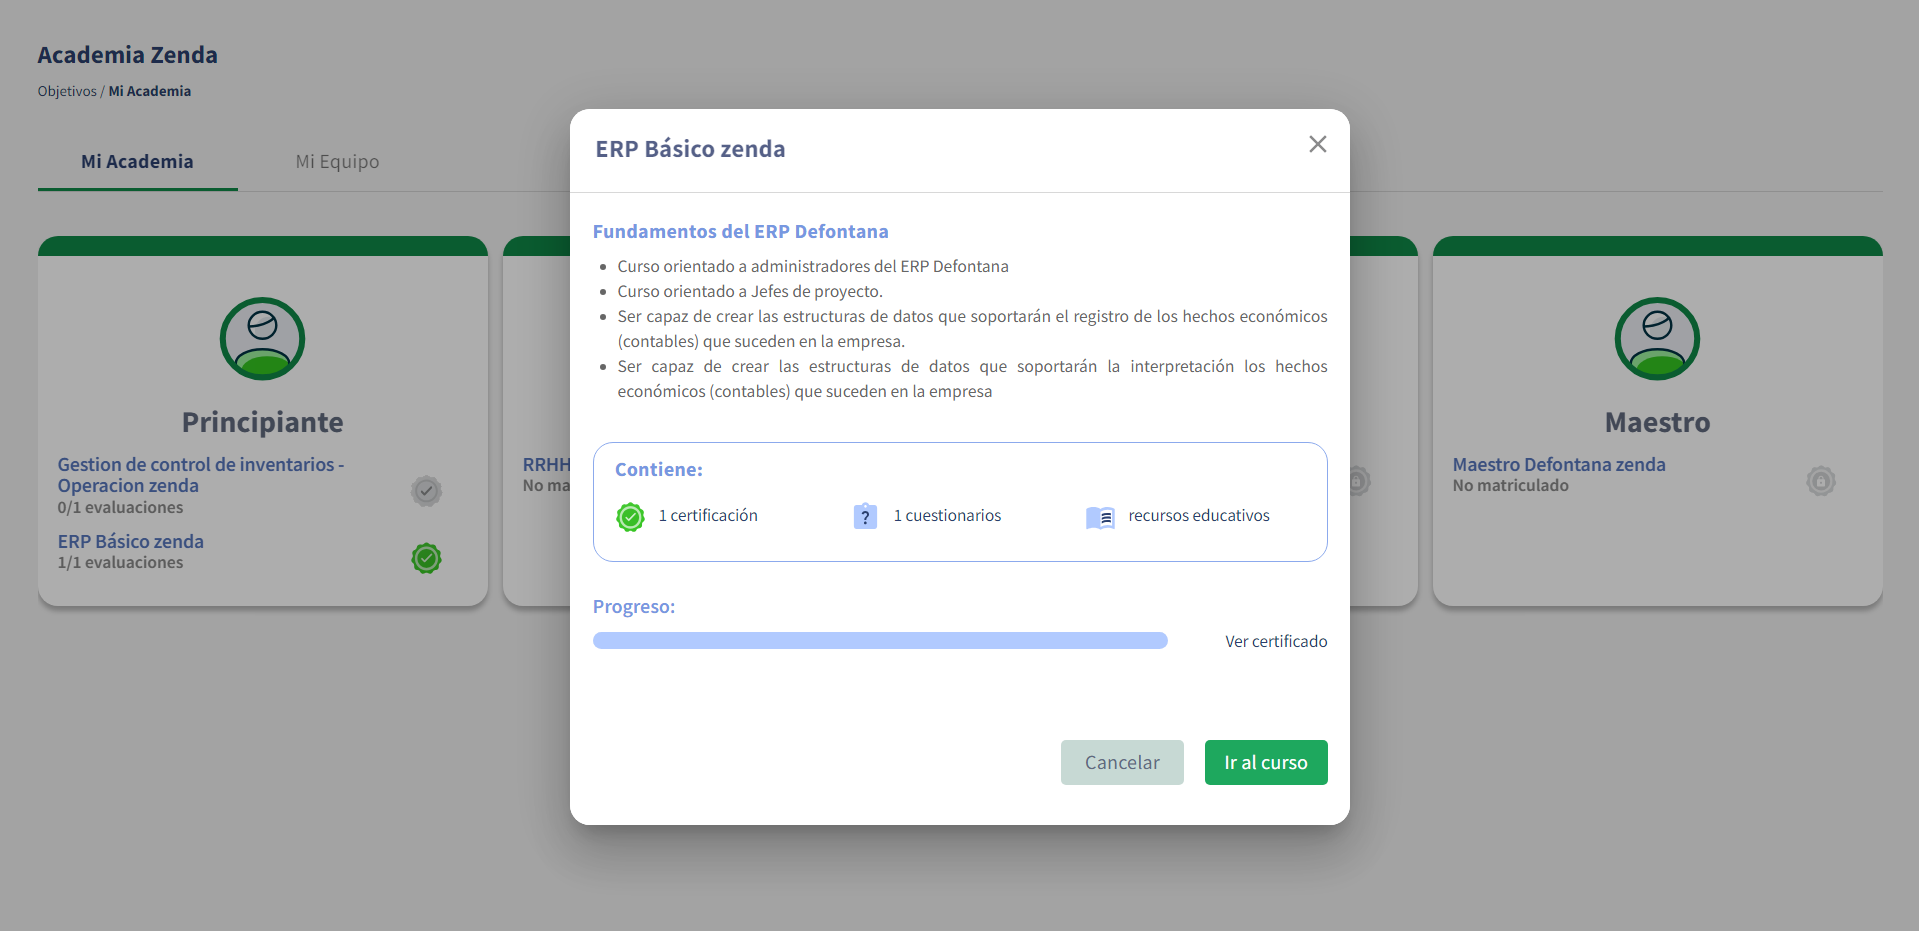 Academia Zenda
Objetivos / Mi Academia
Mi Academia
Mi Equipo
Principiante
Gestion de control de inventarios -
Operacion zenda
0/1 evaluaciones
ERP Básico zenda
1/1 evaluaciones
RRHH
No ma
Maestro
Maestro Defontana zenda
No matriculado
ERP Básico zenda
Fundamentos del ERP Defontana
Curso orientado a administradores del ERP Defontana
Curso orientado a Jefes de proyecto.
Ser capaz de crear las estructuras de datos que soportarán el registro de los hechos económicos
(contables) que suceden en la empresa.
Ser capaz de crear las estructuras de datos que soportarán la interpretación los hechos
económicos (contables) que suceden en la empresa
Contiene:
1 certificación
? 1 cuestionarios
recursos educativos
Progreso:
Ver certificado
Cancelar
Ir al curso